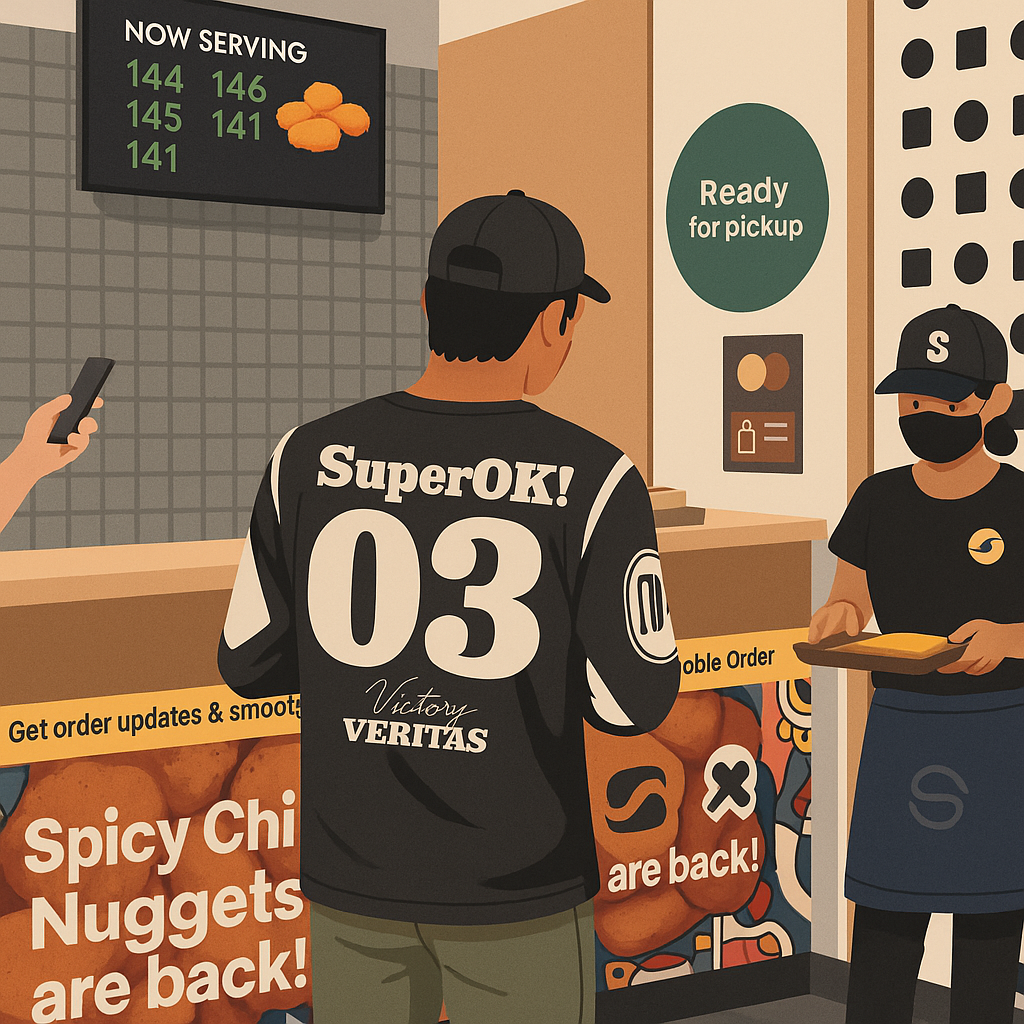 NOW SERVING
144 146
145 141
141
Ready
for pickup
S
SuperOK!
03
Victory
VERITAS
Get order updates & smoot
oble Order
Spicy Chi
Nuggets
are back!
are back!
S